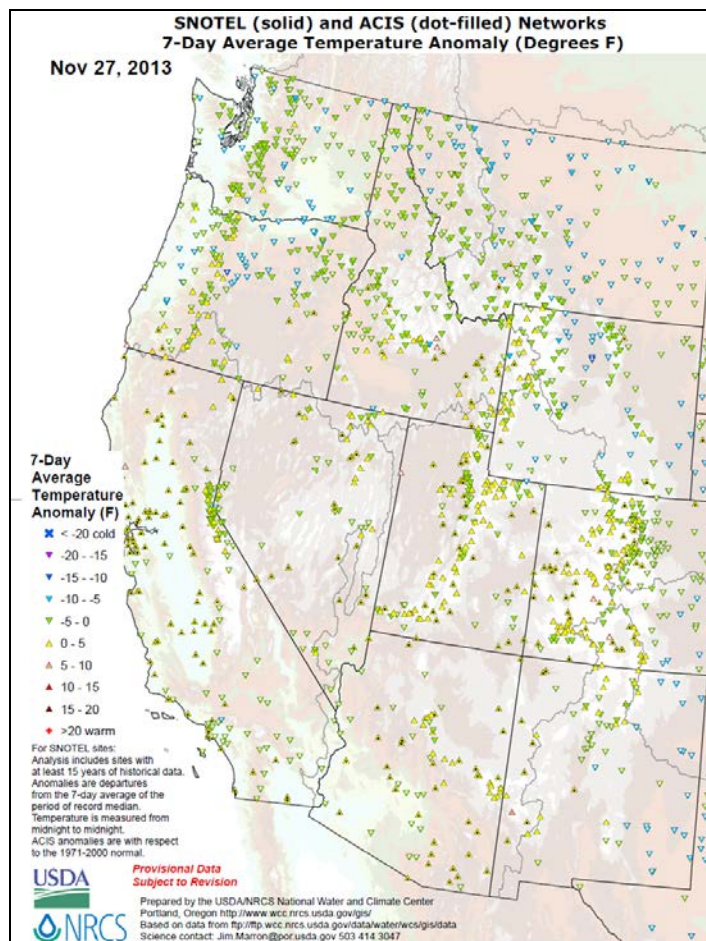 SNOTEL (solid) and ACIS (dot-filled) Networks
7-Day Average Temperature Anomaly (Degrees F)
Nov 27, 2013
7-Day
Average
Temperature
Anomaly (F)
< -20 cold
-20 - -15
-15 - -10
-10 - -5
-5 - 0
0 - 5
5 - 10
10 - 15
15 - 20
>20 warm
For SNOTEL sites:
Analysis includes sites with
at least 15 years of historical data.
Anomalies are departures
from the 7-day average of the
period of record median.
Temperature is measured from
midnight to midnight.
ACIS anomalies are with respect
to the 1971-2000 normal.
USDA
NRCS
Provisional Data
Subject to Revision
Prepared by the USDA/NRCS National Water and Climate Center
Portland, Oregon http://www.wcc.nrcs.usda.gov/gis/
Based on data from ftp://ftp.wcc.nrcs.usda.gov/data/water/wcs/gis/data
Science contact: Jim.Marron@por.usda.gov 503 414 3047